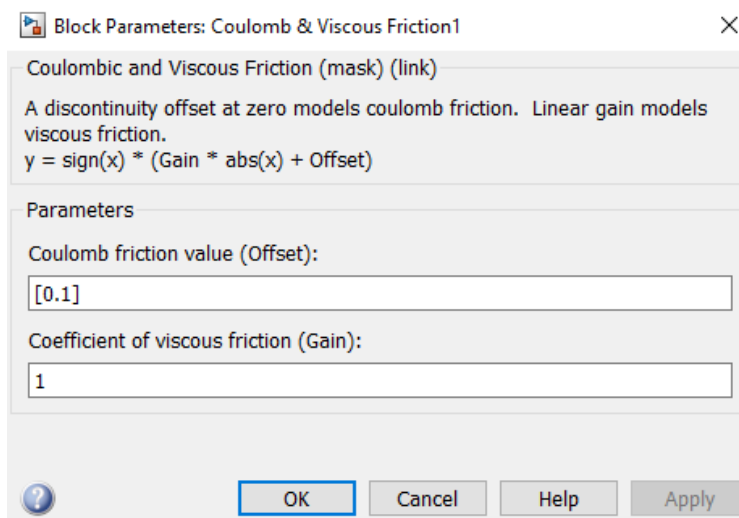 Block Parameters: Coulomb & Viscous Friction1
Coulombic and Viscous Friction (mask) (link)
A discontinuity offset at zero models coulomb friction.  Linear gain models
viscous friction.
y = sign(x) * (Gain * abs(x) + Offset)
Parameters
Coulomb friction value (Offset):
[0.1]
Coefficient of viscous friction (Gain):
1
?
OK
Cancel
Help
Apply